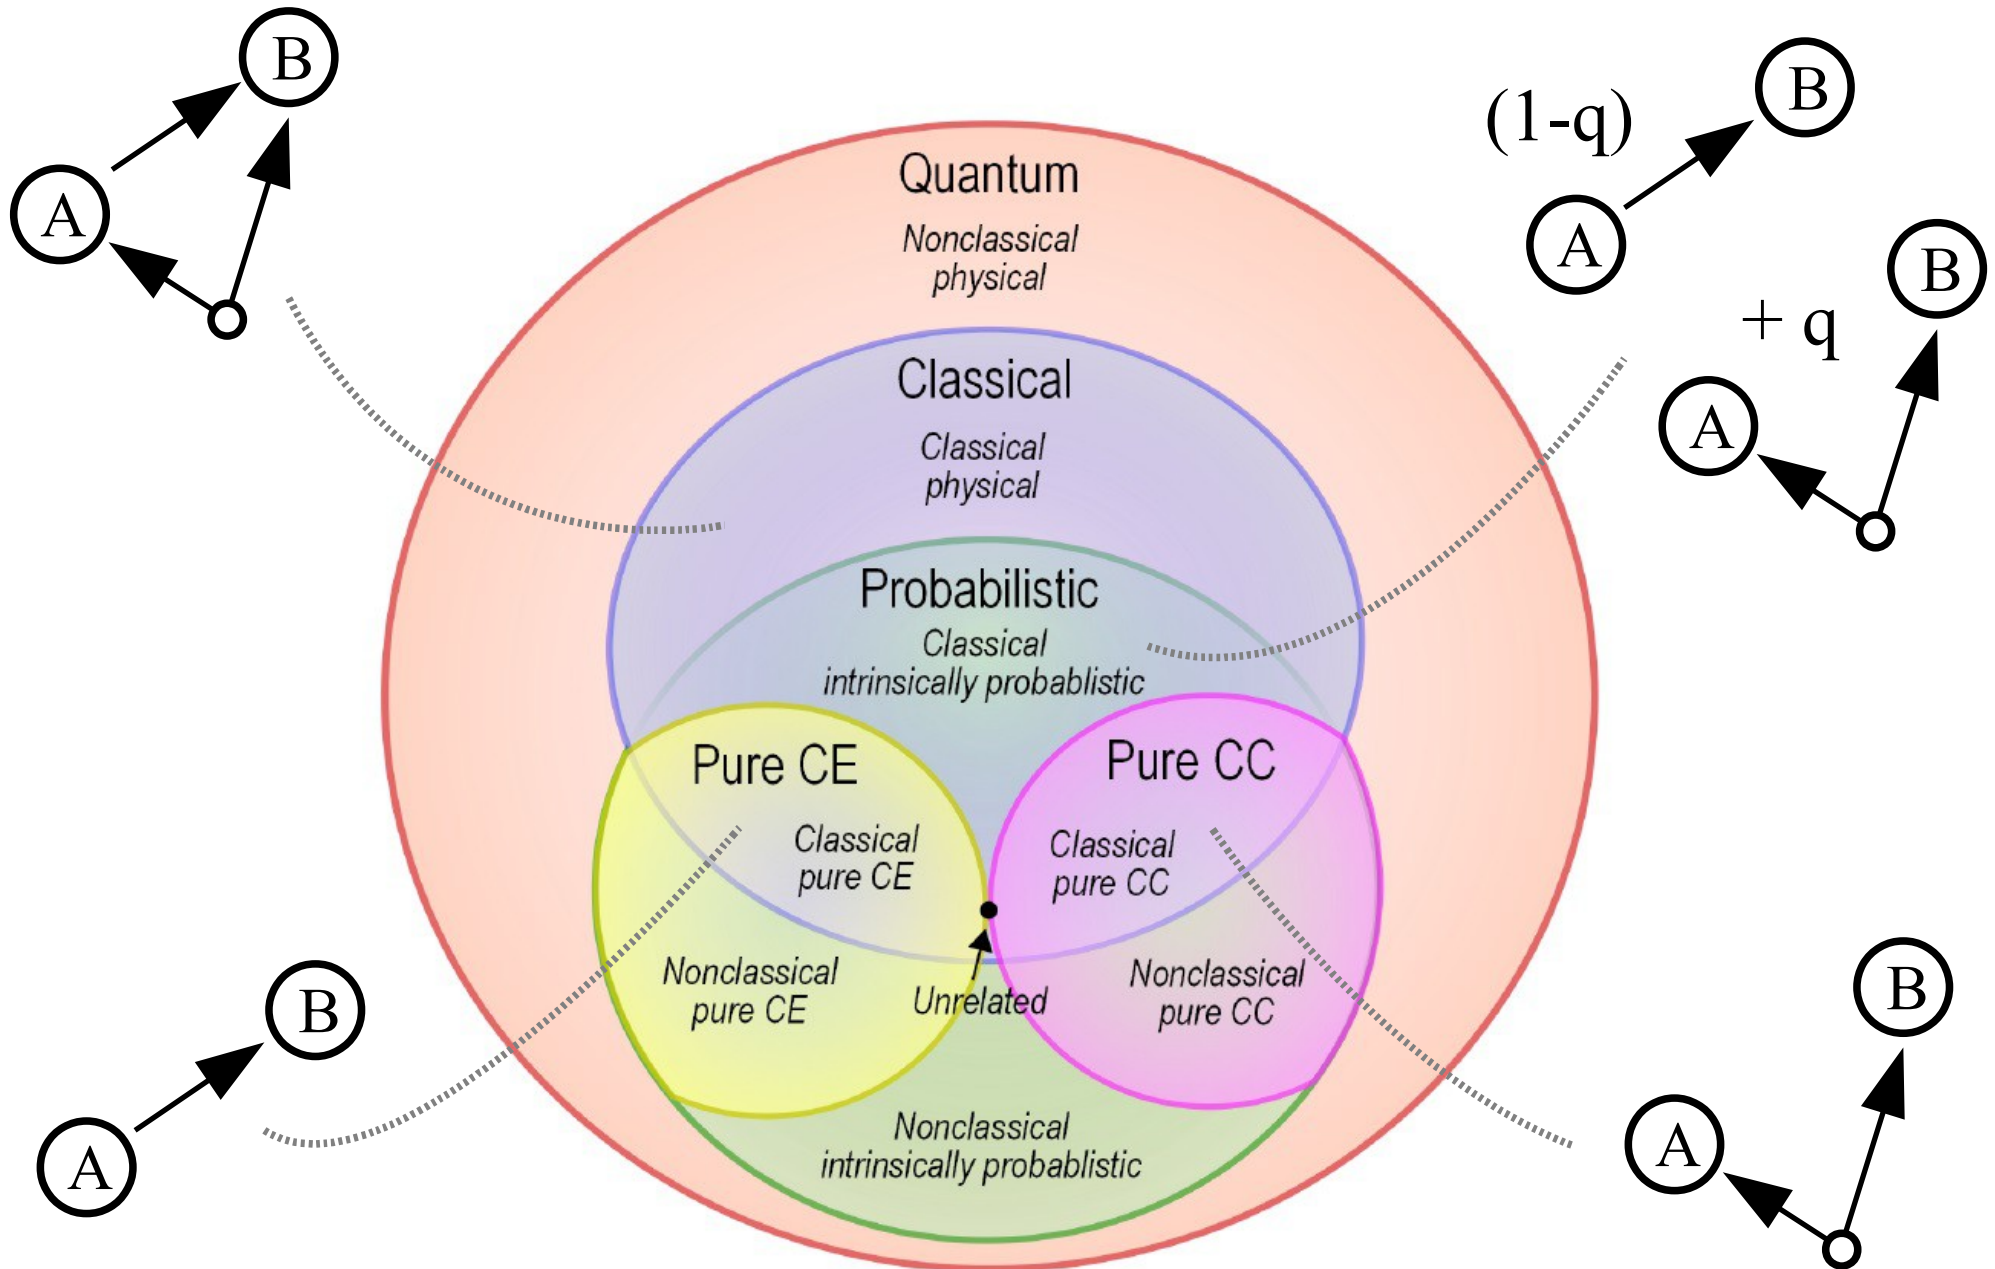 B
A
(1-q)
B
A
+ q
B
A
Quantum
Nonclassical
physical
Classical
Classical
physical
Probabilistic
Classical
intrinsically probablistic
Pure CE
Classical
pure CE
Nonclassical
pure CE
Pure CC
Classical
pure CC
Nonclassical
pure CC
Unrelated
Nonclassical
intrinsically probablistic
B
A
B
A